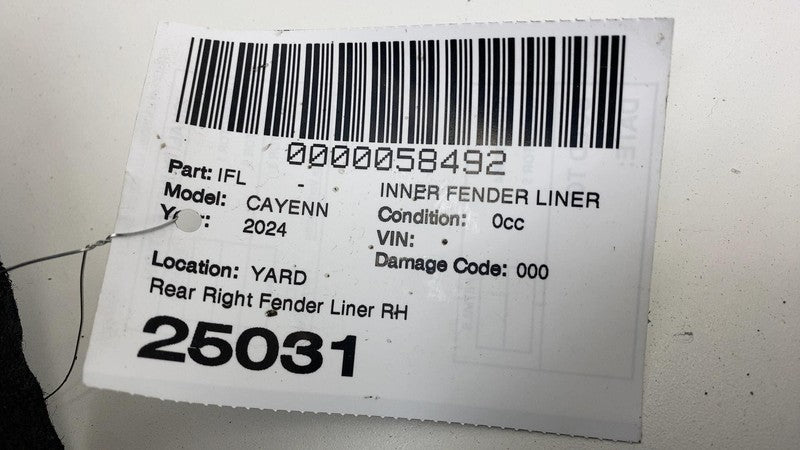 0000058492
Part: IFL - INNER FENDER LINER
Model: CAYENN Condition: 0cc
Year: 2024 VIN:
Damage Code: 000
Location: YARD
Rear Right Fender Liner RH
25031